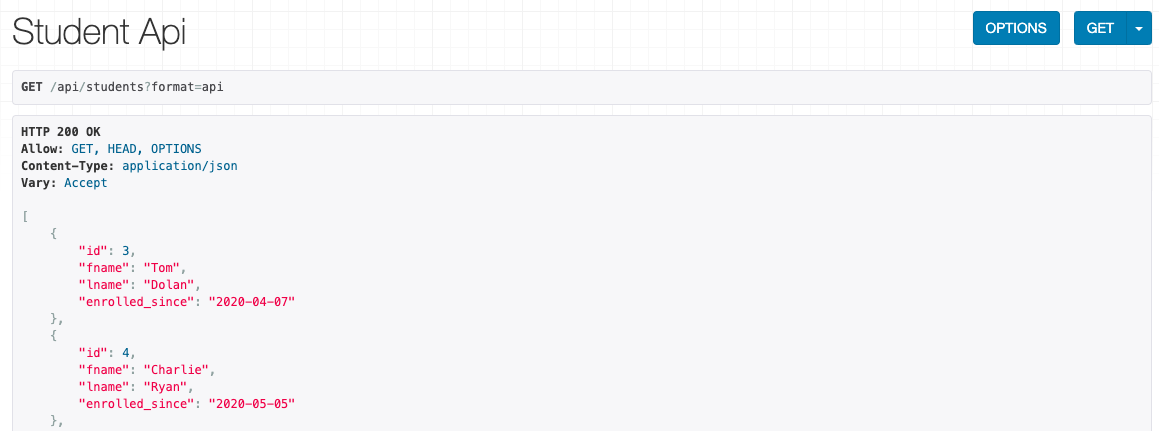 Student Api
OPTIONS
GET
GET /api/students?format=api
HTTP 200 OK
Allow: GET, HEAD, OPTIONS
Content-Type: application/json
Vary: Accept
[
    {
        "id": 3,
        "fname": "Tom",
        "lname": "Dolan",
        "enrolled_since": "2020-04-07"
    },
    {
        "id": 4,
        "fname": "Charlie",
        "lname": "Ryan",
        "enrolled_since": "2020-05-05"
    },